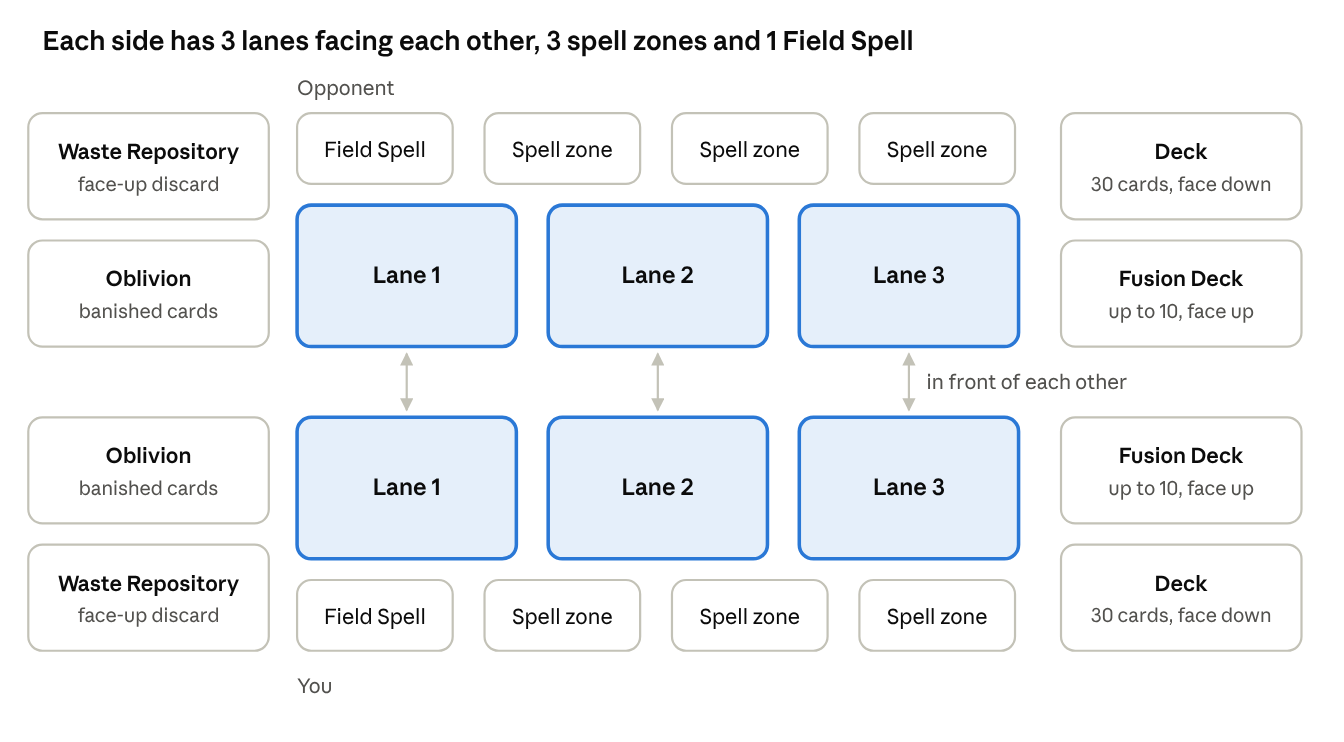 Each side has 3 lanes facing each other, 3 spell zones and 1 Field Spell
Opponent
Waste Repository
face-up discard
Field Spell
Spell zone
Spell zone
Spell zone
Deck
30 cards, face down
Oblivion
banished cards
Lane 1
Lane 2
Lane 3
Fusion Deck
up to 10, face up
in front of each other
Oblivion
banished cards
Lane 1
Lane 2
Lane 3
Fusion Deck
up to 10, face up
Waste Repository
face-up discard
Field Spell
Spell zone
Spell zone
Spell zone
Deck
30 cards, face down
You